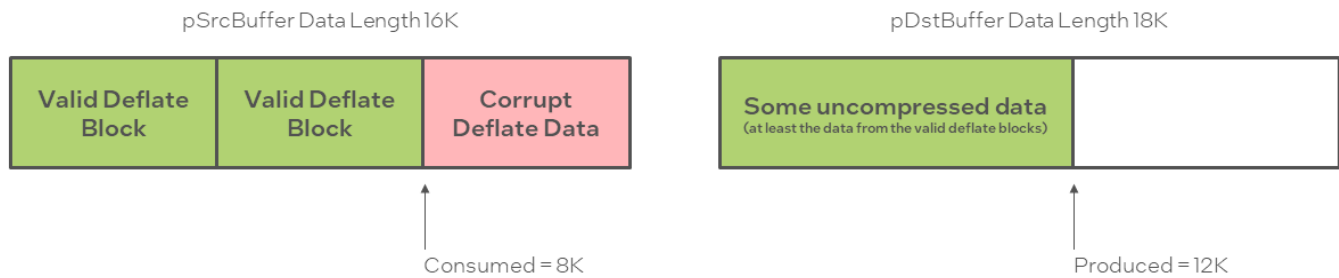 pSrcBuffer Data Length 16K
pDstBuffer Data Length 18K
Valid Deflate
Block
Valid Deflate
Block
Corrupt
Deflate Data
Some uncompressed data
(at least the data from the valid deflate blocks)
Consumed = 8K
Produced = 12K